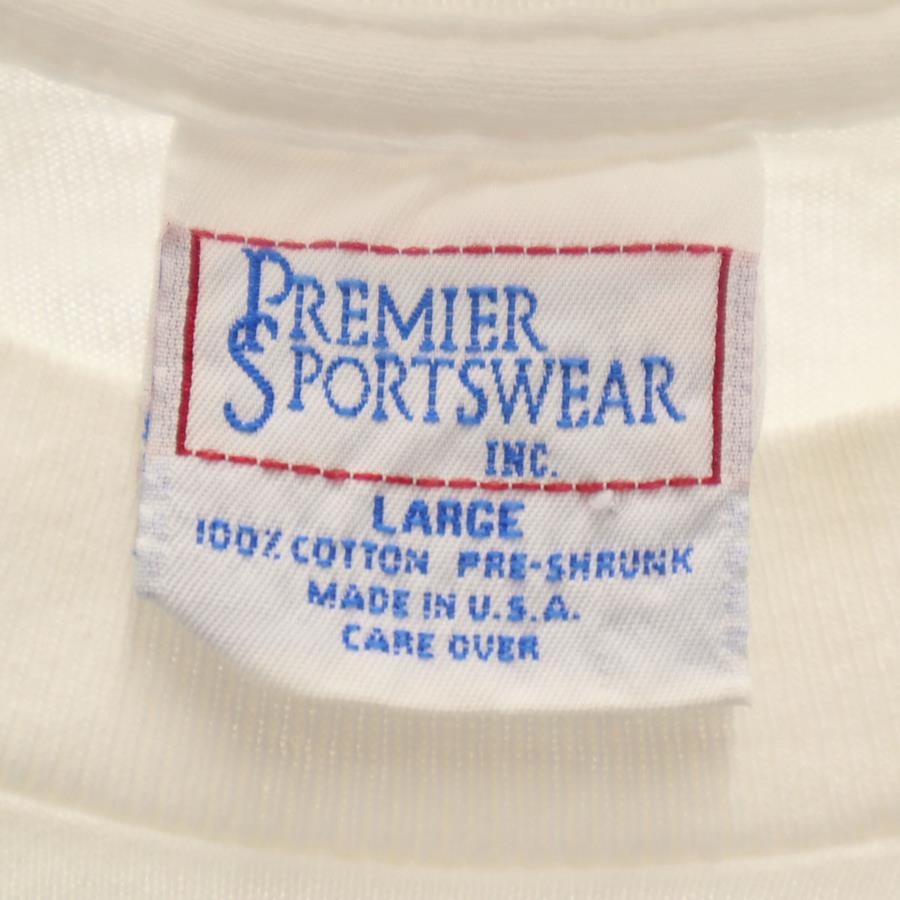 PREMIER
SPORTSWEAR
INC.
LARGE
100% COTTON PRE-SHRUNK
MADE IN U.S.A.
CARE OVER